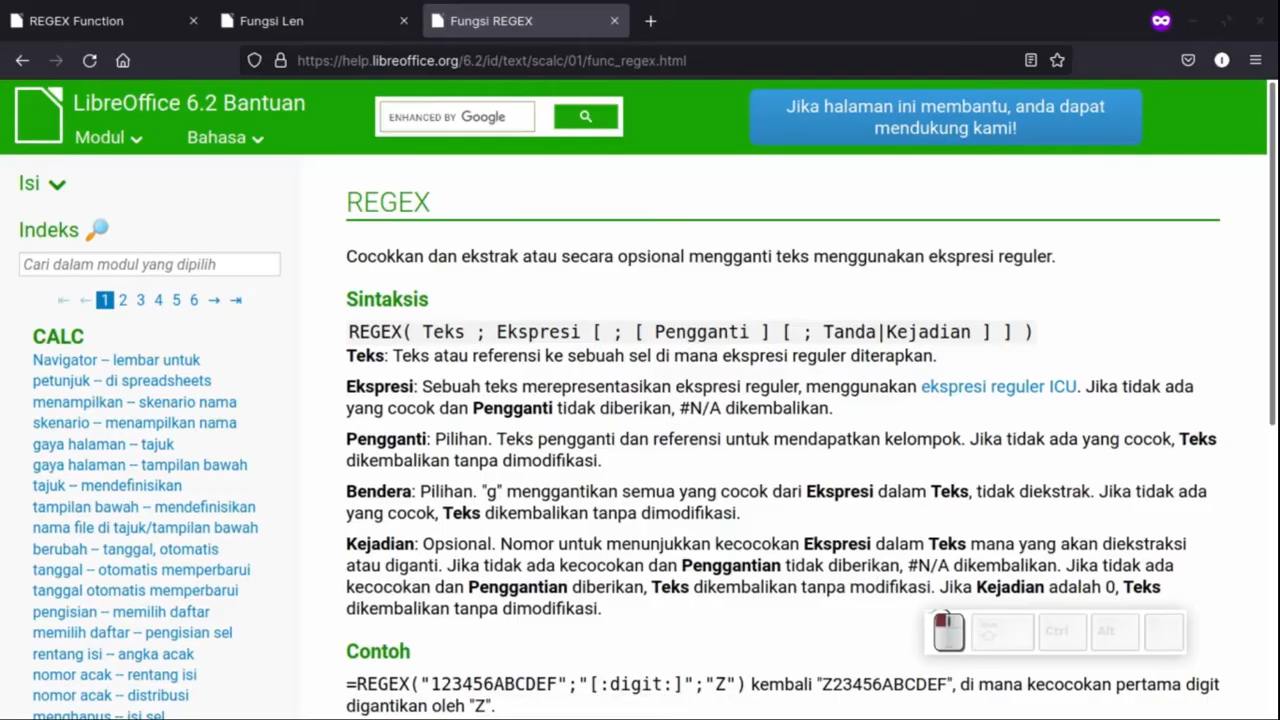 REGEX Function
Fungsi Len
Fungsi REGEX
https://help.libreoffice.org/6.2/id/text/scalc/01/func_regex.html
LibreOffice 6.2 Bantuan
Modul
Bahasa
ENHANCED BY Google
Jika halaman ini membantu, anda dapat
mendukung kami!
Isi
Indeks
Cari dalam modul yang dipilih
1 2 3 4 5 6
CALC
Navigator -- lembar untuk
petunjuk -- di spreadsheets
menampilkan -- skenario nama
skenario -- menampilkan nama
gaya halaman -- tajuk
gaya halaman -- tampilan bawah
tajuk -- mendefinisikan
tampilan bawah -- mendefinisikan
nama file di tajuk/tampilan bawah
berubah -- tanggal, otomatis
tanggal -- otomatis memperbarui
tanggal otomatis memperbarui
pengisian -- memilih daftar
memilih daftar -- pengisian sel
rentang isi -- angka acak
nomor acak -- rentang isi
nomor acak -- distribusi
menghapus -- isi sel
REGEX
Cocokkan dan ekstrak atau secara opsional mengganti teks menggunakan ekspresi reguler.
Sintaksis
REGEX( Teks ; Ekspresi [ ; [ Pengganti ] [ ; Tanda|Kejadian ] ] )
Teks: Teks atau referensi ke sebuah sel di mana ekspresi reguler diterapkan.
Ekspresi: Sebuah teks merepresentasikan ekspresi reguler, menggunakan ekspresi reguler ICU. Jika tidak ada
yang cocok dan Pengganti tidak diberikan, #N/A dikembalikan.
Pengganti: Pilihan. Teks pengganti dan referensi untuk mendapatkan kelompok. Jika tidak ada yang cocok, Teks
dikembalikan tanpa dimodifikasi.
Bendera: Pilihan. "g" menggantikan semua yang cocok dari Ekspresi dalam Teks, tidak diekstrak. Jika tidak ada
yang cocok, Teks dikembalikan tanpa dimodifikasi.
Kejadian: Opsional. Nomor untuk menunjukkan kecocokan Ekspresi dalam Teks mana yang akan diekstraksi
atau diganti. Jika tidak ada kecocokan dan Penggantian tidak diberikan, #N/A dikembalikan. Jika tidak ada
kecocokan dan Penggantian diberikan, Teks dikembalikan tanpa modifikasi. Jika Kejadian adalah 0, Teks
dikembalikan tanpa dimodifikasi.
Ctrl
Alt
Contoh
=REGEX("123456ABCDEF";"[:digit:]";"Z") kembali "Z23456ABCDEF", di mana kecocokan pertama digit
digantikan oleh "Z".